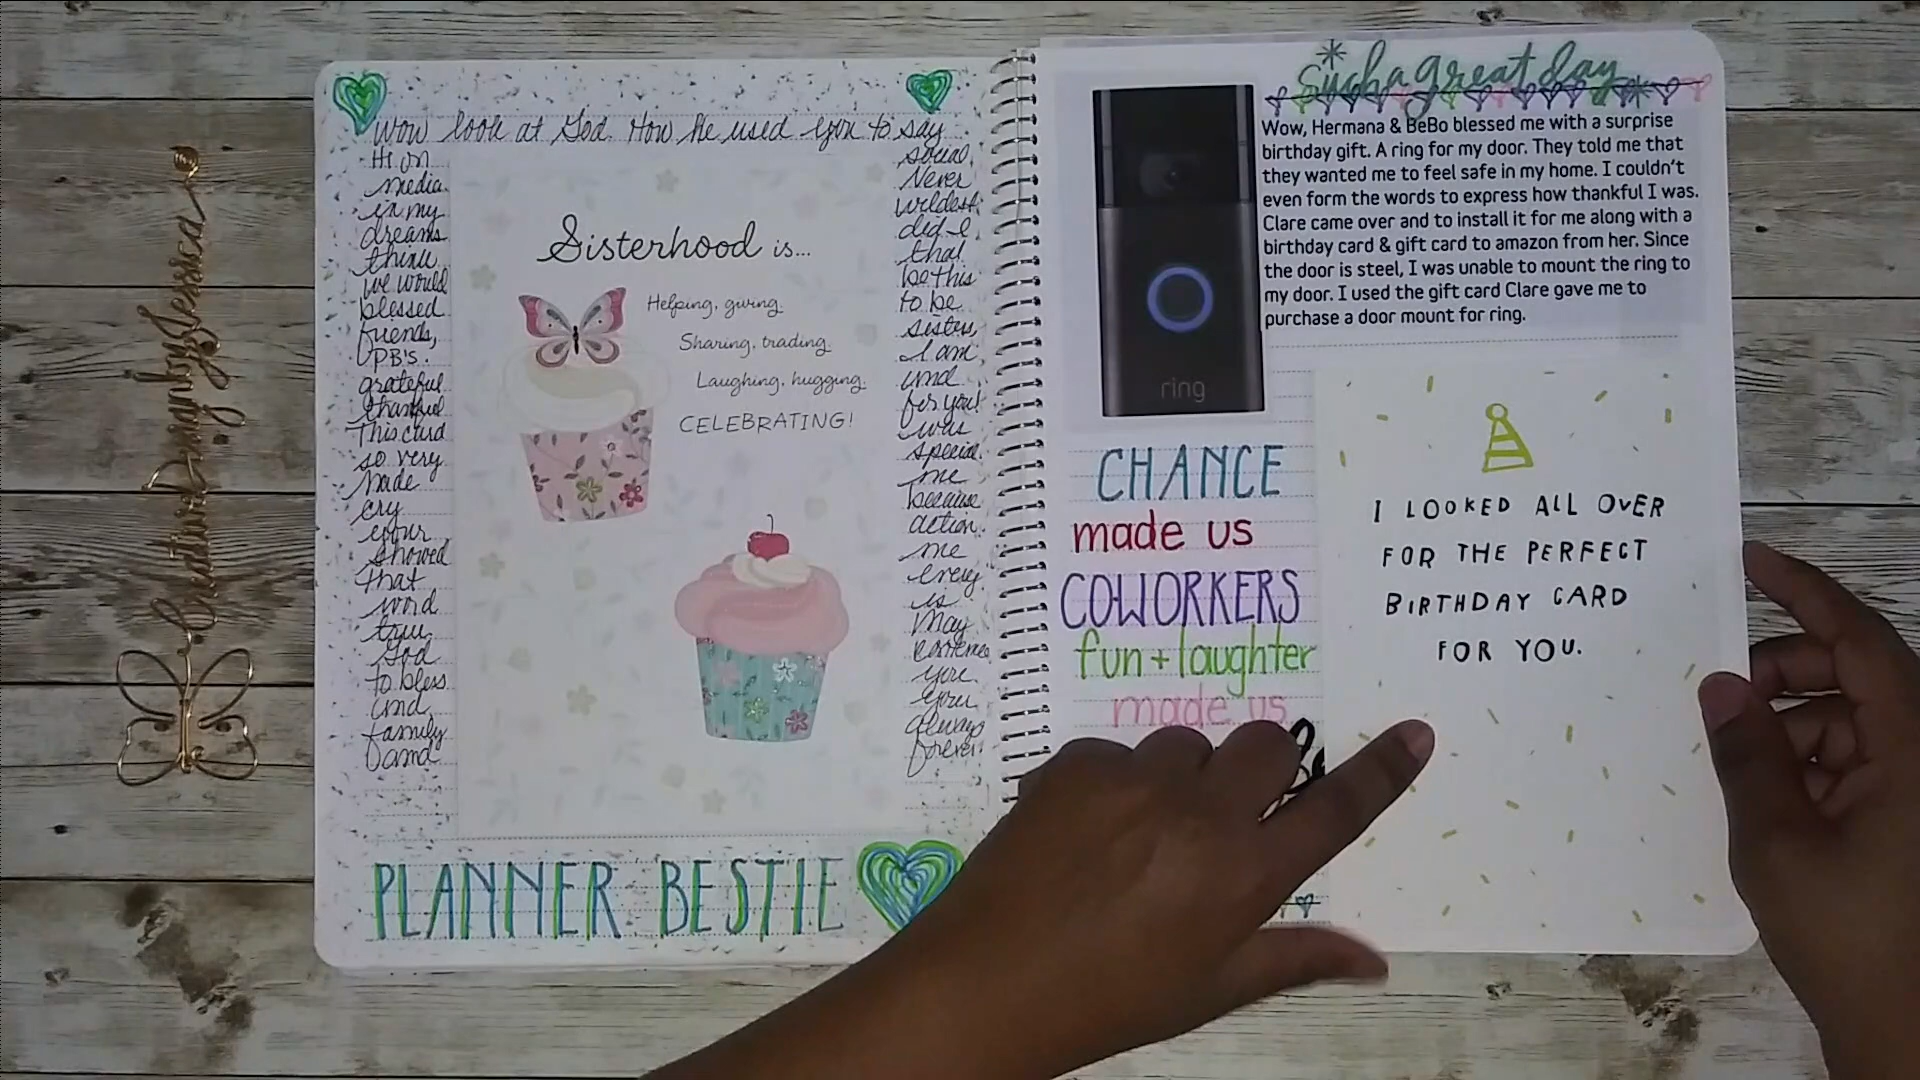 CreativeDesignbyJessica
Wow look at God. How He used you to say
Hi on social
media. Never
in my wildest
dreams did I
think that
we would be this
blessed to be
friends, sisters,
PB's. I am
grateful and
thankful for you!
This card was
so very special.
Made me
cry because
your action
showed me
that every
word is
true. May
God continue
to bless you
and your
family always
and forever!
Sisterhood is...
Helping, giving.
Sharing, trading.
Laughing, hugging.
CELEBRATING!
PLANNER BESTIE
Such a great day
Wow, Hermana & BeBo blessed me with a surprise
birthday gift. A ring for my door. They told me that
they wanted me to feel safe in my home. I couldn't
even form the words to express how thankful I was.
Clare came over and to install it for me along with a
birthday card & gift card to amazon from her. Since
the door is steel, I was unable to mount the ring to
my door. I used the gift card Clare gave me to
purchase a door mount for ring.
ring
CHANCE
made us
COWORKERS
fun + laughter
made us
I LOOKED ALL OVER
FOR THE PERFECT
BIRTHDAY CARD
FOR YOU.